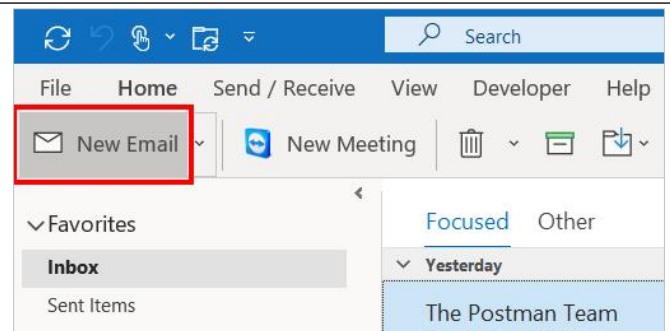 Search
File Home Send / Receive View Developer Help
New Email New Meeting
Favorites
Inbox
Sent Items
Focused Other
Yesterday
The Postman Team